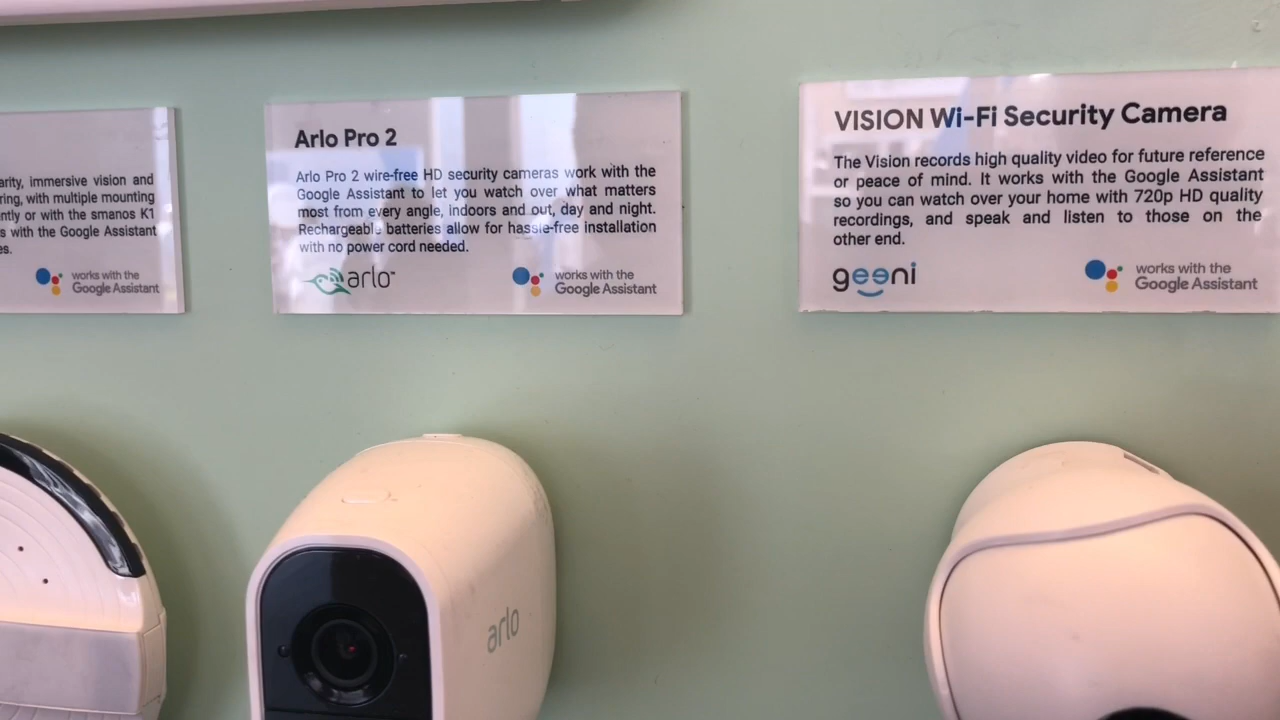 arity, immersive vision and
ring, with multiple mounting
ntly or with the smanos K1
s with the Google Assistant
es.
works with the
Google Assistant
Arlo Pro 2
Arlo Pro 2 wire-free HD security cameras work with the
Google Assistant to let you watch over what matters
most from every angle, indoors and out, day and night.
Rechargeable batteries allow for hassle-free installation
with no power cord needed.
arlo™
works with the
Google Assistant
VISION Wi-Fi Security Camera
The Vision records high quality video for future reference
or peace of mind. It works with the Google Assistant
so you can watch over your home with 720p HD quality
recordings, and speak and listen to those on the
other end.
geeni
works with the
Google Assistant
arlo